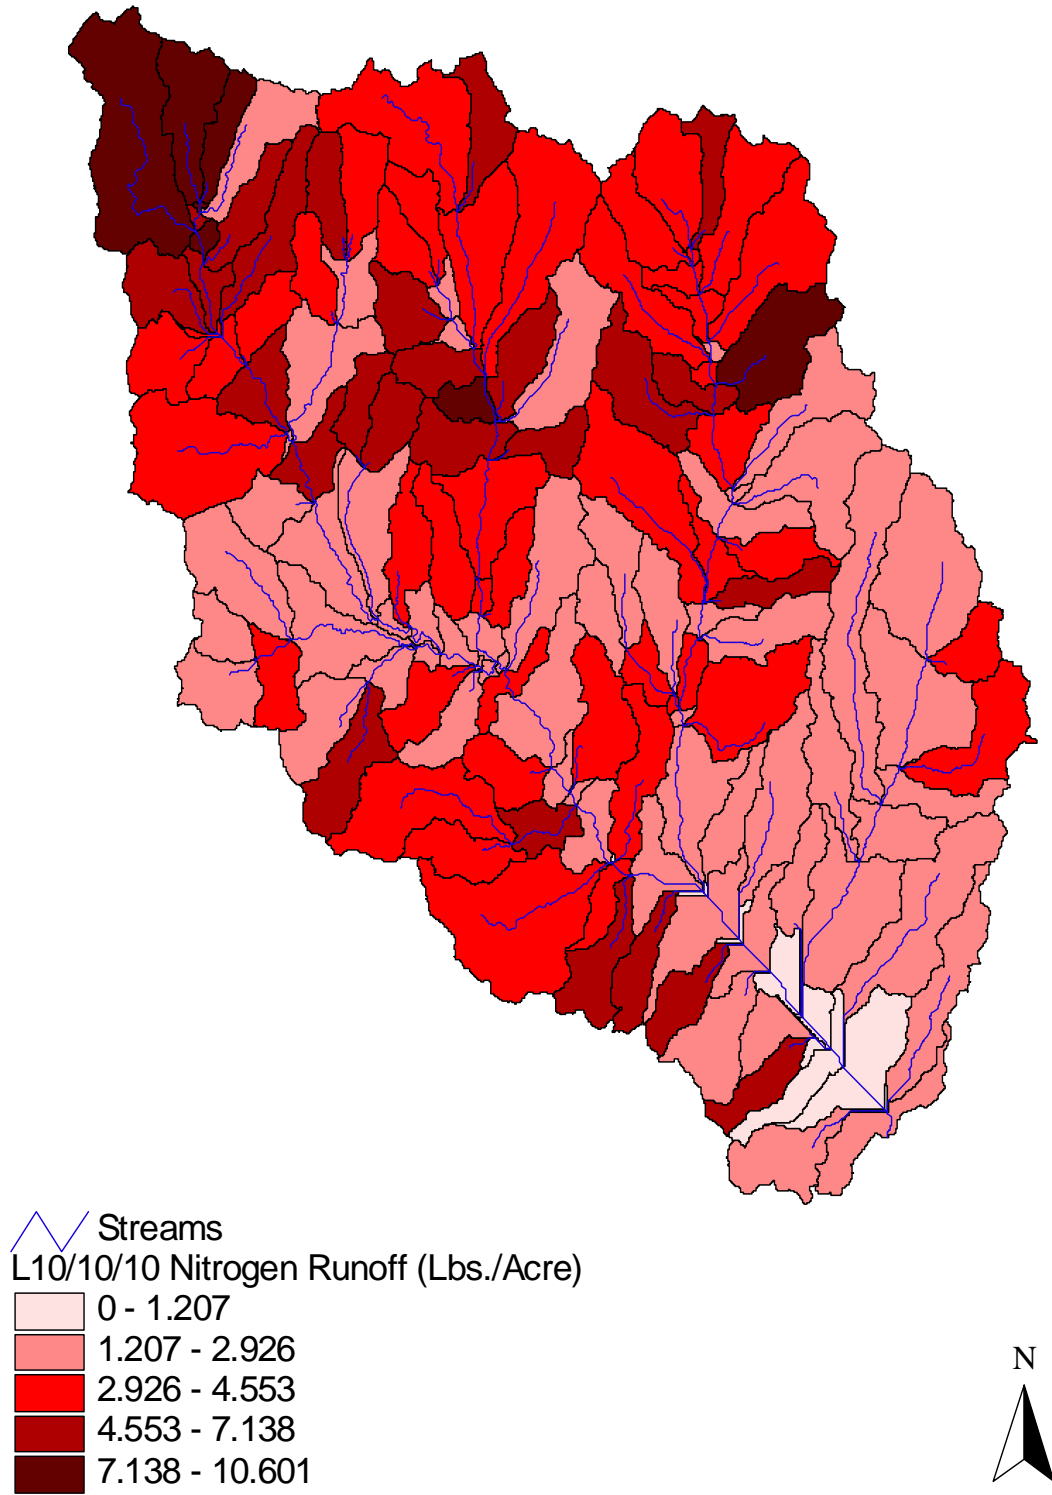 Streams
L10/10/10 Nitrogen Runoff (Lbs./Acre)
0 - 1.207
1.207 - 2.926
2.926 - 4.553
4.553 - 7.138
7.138 - 10.601
N